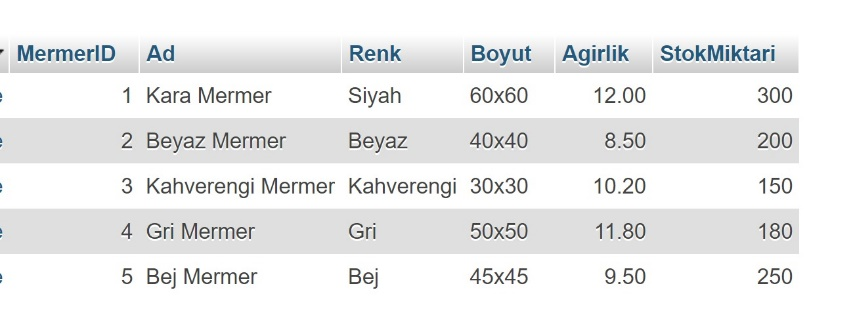 MermerID Ad Renk Boyut Agirlik StokMiktari
e 1 Kara Mermer Siyah 60x60 12.00 300
e 2 Beyaz Mermer Beyaz 40x40 8.50 200
e 3 Kahverengi Mermer Kahverengi 30x30 10.20 150
e 4 Gri Mermer Gri 50x50 11.80 180
e 5 Bej Mermer Bej 45x45 9.50 250